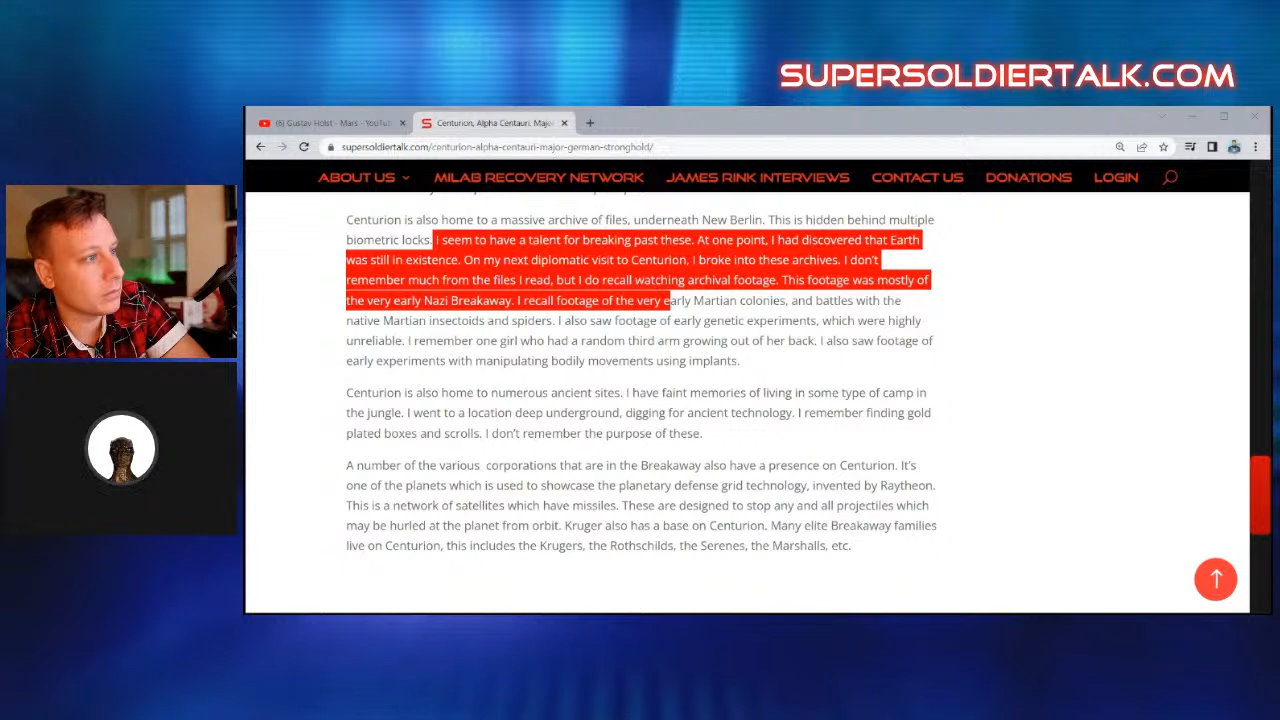 SUPERSOLDIERTALK.COM
(6) Gustav Holst - Mars - YouTu
Centurion, Alpha Centauri, Majo
supersoldiertalk.com/centurion-alpha-centauri-major-german-stronghold/
ABOUT US
MILAB RECOVERY NETWORK
JAMES RINK INTERVIEWS
CONTACT US
DONATIONS
LOGIN
Centurion is also home to a massive archive of files, underneath New Berlin. This is hidden behind multiple
biometric locks. I seem to have a talent for breaking past these. At one point, I had discovered that Earth
was still in existence. On my next diplomatic visit to Centurion, I broke into these archives. I don't
remember much from the files I read, but I do recall watching archival footage. This footage was mostly of
the very early Nazi Breakaway. I recall footage of the very early Martian colonies, and battles with the
native Martian insectoids and spiders. I also saw footage of early genetic experiments, which were highly
unreliable. I remember one girl who had a random third arm growing out of her back. I also saw footage of
early experiments with manipulating bodily movements using implants.
Centurion is also home to numerous ancient sites. I have faint memories of living in some type of camp in
the jungle. I went to a location deep underground, digging for ancient technology. I remember finding gold
plated boxes and scrolls. I don't remember the purpose of these.
A number of the various corporations that are in the Breakaway also have a presence on Centurion. It's
one of the planets which is used to showcase the planetary defense grid technology, invented by Raytheon.
This is a network of satellites which have missiles. These are designed to stop any and all projectiles which
may be hurled at the planet from orbit. Kruger also has a base on Centurion. Many elite Breakaway families
live on Centurion, this includes the Krugers, the Rothschilds, the Serenes, the Marshalls, etc.